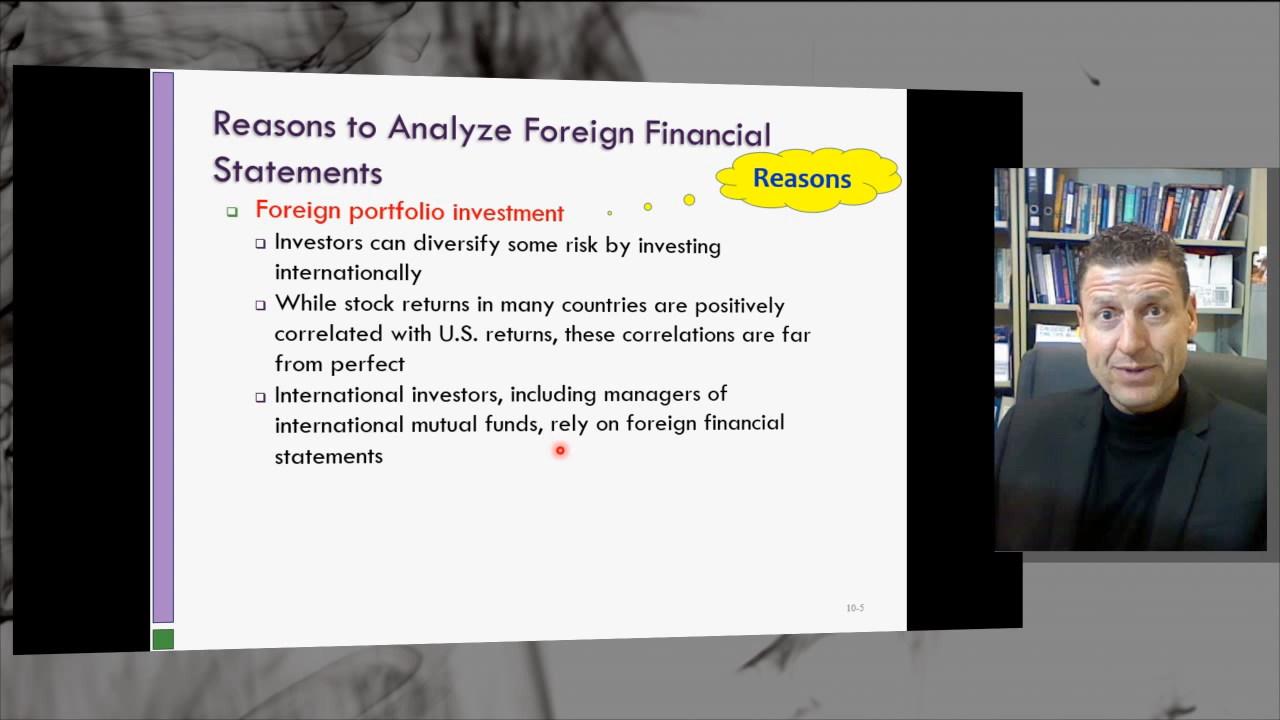 Reasons to Analyze Foreign Financial
Statements
Reasons
Foreign portfolio investment
Investors can diversify some risk by investing
internationally
While stock returns in many countries are positively
correlated with U.S. returns, these correlations are far
from perfect
International investors, including managers of
international mutual funds, rely on foreign financial
statements
10-5